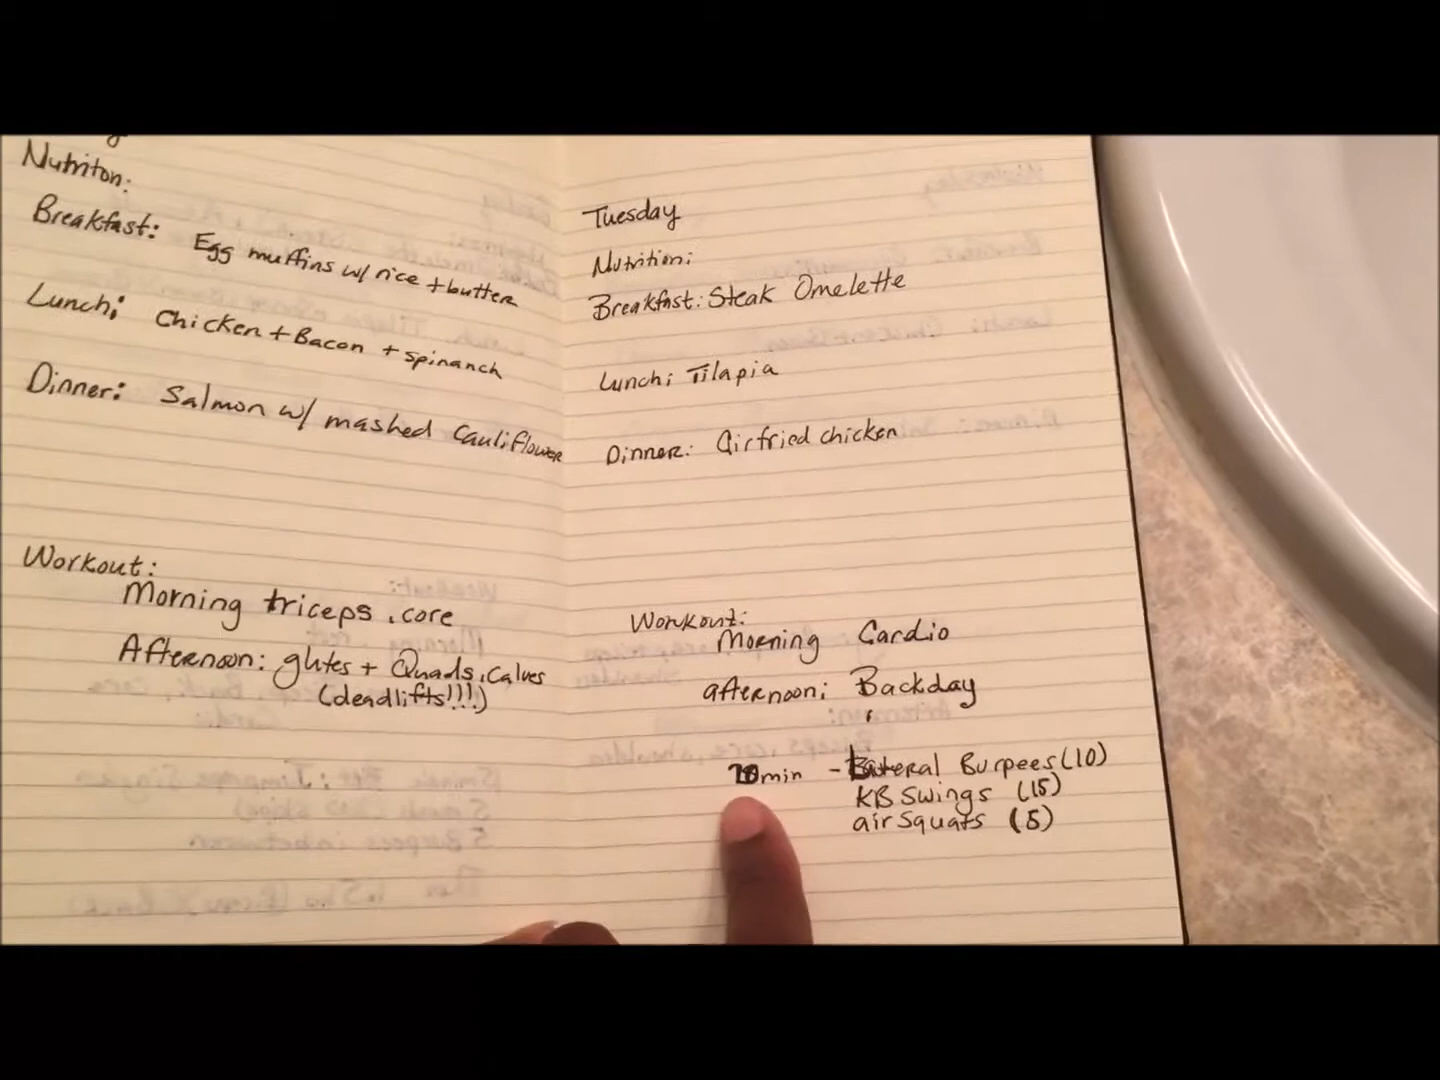 Nutriton:
Breakfast: Egg muffins w/ rice + butter
Lunch: Chicken + Bacon + spinanch
Dinner: Salmon w/ mashed Cauliflower
Workout:
Morning triceps, core
Afternoon: glutes + Quads, Calves
(deadlifts!!!)
Tuesday
Nutrition:
Breakfast: Steak Omelette
Lunch: Tilapia
Dinner: Airfried chicken
Workout:
Morning Cardio
afternoon: Backday
min - Lateral Burpees (10)
KB Swings (15)
air Squats (5)